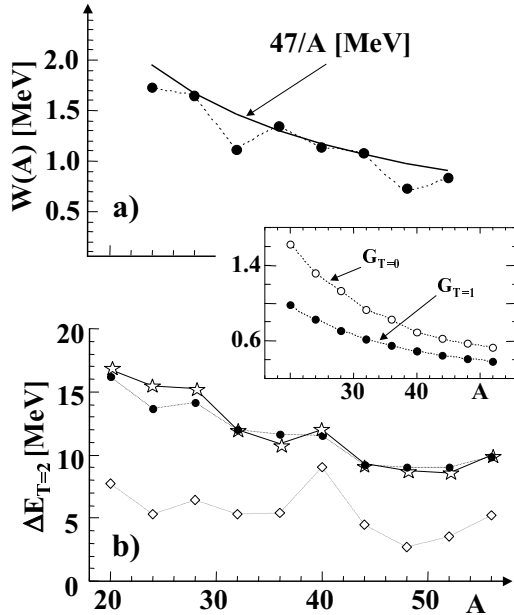 47/A [MeV]
W(A) [MeV]
2.0
1.5
1.0
0.5
a)
G_{T=0}
G_{T=1}
1.4
0.6
28
40
A
20
15
10
5
0
ΔE_{T=2} [MeV]
b)
20
30
40
50
A